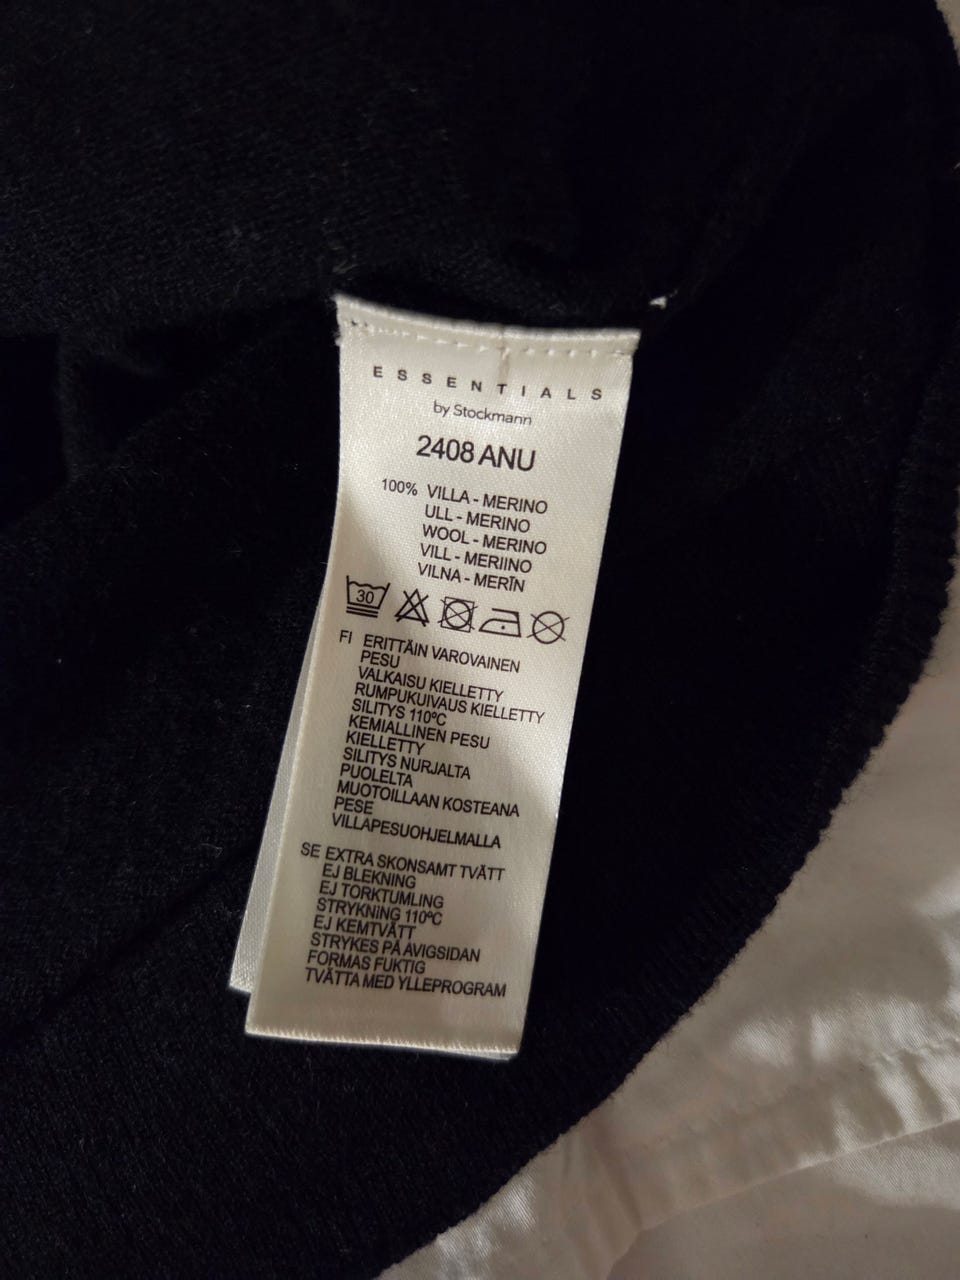 ESSENTIALS
by Stockmann
2408 ANU
100% VILLA - MERINO
ULL - MERINO
WOOL - MERINO
VILL - MERIINO
VILNA - MERĪN
30
FI ERITTÄIN VAROVAINEN
PESU
VALKAISU KIELLETTY
RUMPUKUIVAUS KIELLETTY
SILITYS 110ºC
KEMIALLINEN PESU
KIELLETTY
SILITYS NURJALTA
PUOLELTA
MUOTOILLAAN KOSTEANA
PESE
VILLAPESUOHJELMALLA
SE EXTRA SKONSAMT TVÄTT
EJ BLEKNING
EJ TORKTUMLING
STRYKNING 110ºC
EJ KEMTVÄTT
STRYKES PÅ AVIGSIDAN
FORMAS FUKTIG
TVÄTTA MED YLLEPROGRAM